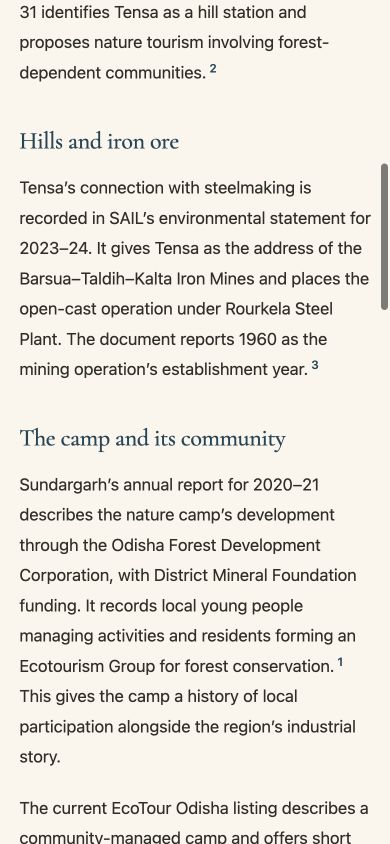 31 identifies Tensa as a hill station and
proposes nature tourism involving forest-
dependent communities. 2
Hills and iron ore
Tensa’s connection with steelmaking is
recorded in SAIL’s environmental statement for
2023–24. It gives Tensa as the address of the
Barsua–Taldih–Kalta Iron Mines and places the
open-cast operation under Rourkela Steel
Plant. The document reports 1960 as the
mining operation’s establishment year. 3
The camp and its community
Sundargarh’s annual report for 2020–21
describes the nature camp’s development
through the Odisha Forest Development
Corporation, with District Mineral Foundation
funding. It records local young people
managing activities and residents forming an
Ecotourism Group for forest conservation. 1
This gives the camp a history of local
participation alongside the region’s industrial
story.
The current EcoTour Odisha listing describes a
community-managed camp and offers short